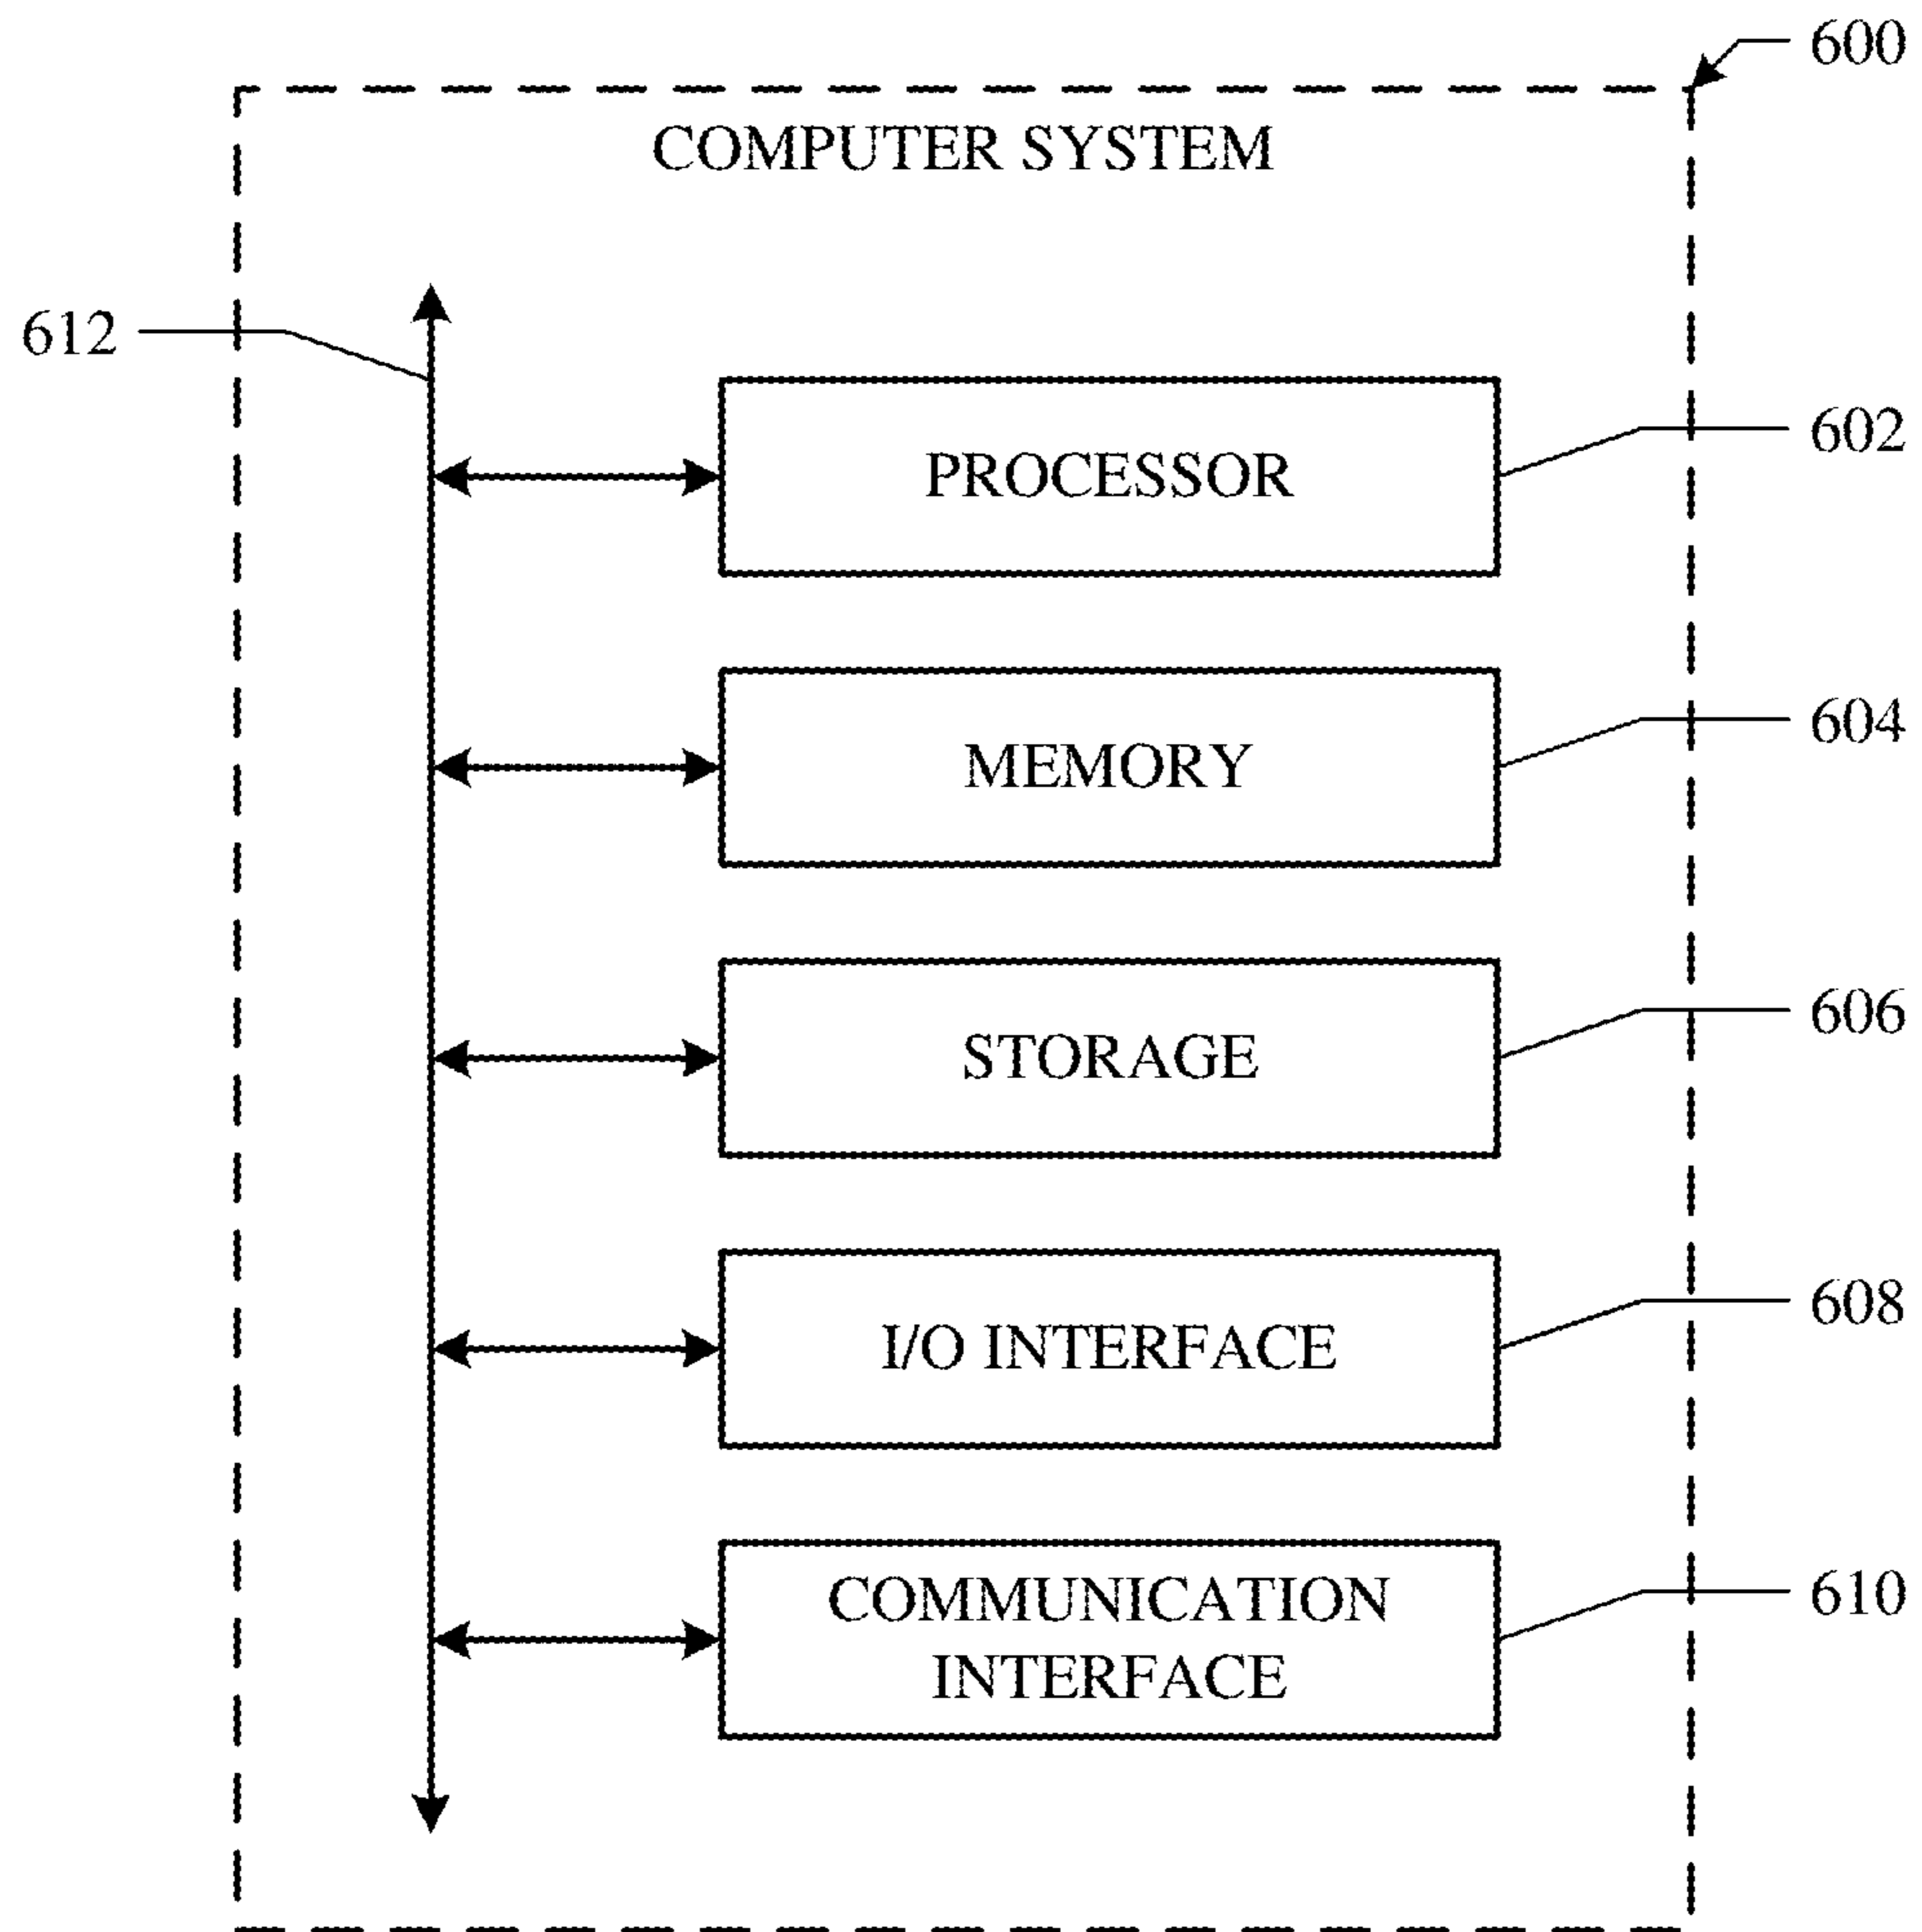 600
COMPUTER SYSTEM
612
PROCESSOR
602
MEMORY
604
STORAGE
606
I/O INTERFACE
608
COMMUNICATION
INTERFACE
610